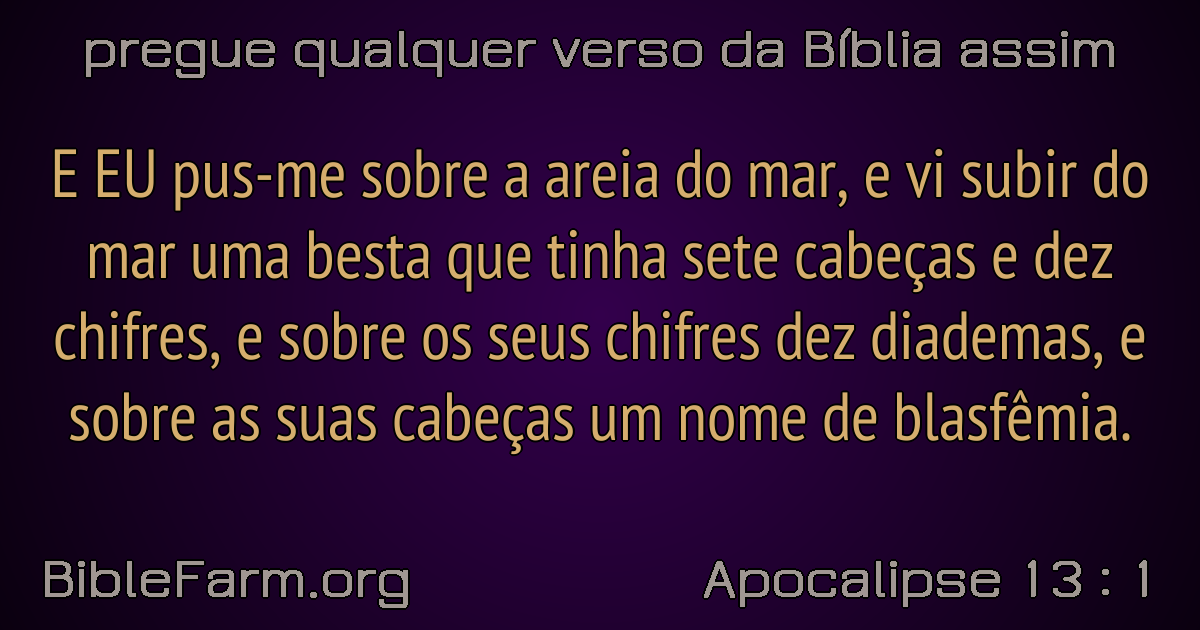 pregue qualquer verso da Bíblia assim
E EU pus-me sobre a areia do mar, e vi subir do
mar uma besta que tinha sete cabeças e dez
chifres, e sobre os seus chifres dez diademas, e
sobre as suas cabeças um nome de blasfêmia.
BibleFarm.org
Apocalipse 13 : 1